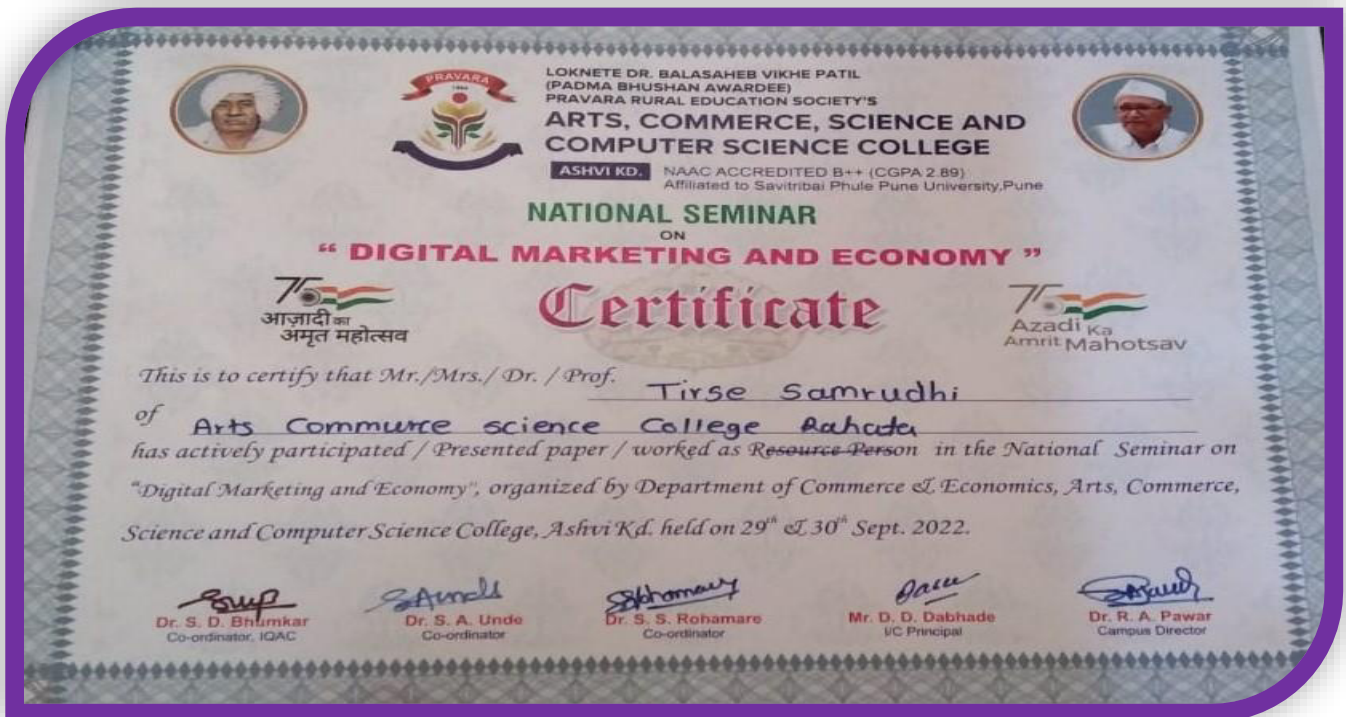 PRAVARA
LOKNETE DR. BALASAHEB VIKHE PATIL
(PADMA BHUSHAN AWARDEE)
PRAVARA RURAL EDUCATION SOCIETY'S
ARTS, COMMERCE, SCIENCE AND
COMPUTER SCIENCE COLLEGE
ASHVI KD. NAAC ACCREDITED B++ (CGPA 2.89)
Affiliated to Savitribai Phule Pune University,Pune
NATIONAL SEMINAR
ON
“ DIGITAL MARKETING AND ECONOMY ”
Certificate
75
आज़ादी का
अमृत महोत्सव
75
Azadi Ka
Amrit Mahotsav
This is to certify that Mr./Mrs./ Dr. / Prof. Tirse Samrudhi
of Arts Commurce science College Rahata
has actively participated / Presented paper / worked as Resource Person in the National Seminar on
"Digital Marketing and Economy", organized by Department of Commerce & Economics, Arts, Commerce,
Science and Computer Science College, Ashvi Kd. held on 29th & 30th Sept. 2022.
Dr. S. D. Bhumkar
Co-ordinator, IQAC
Dr. S. A. Unde
Co-ordinator
Dr. S. S. Rohamare
Co-ordinator
Mr. D. D. Dabhade
I/C Principal
Dr. R. A. Pawar
Campus Director